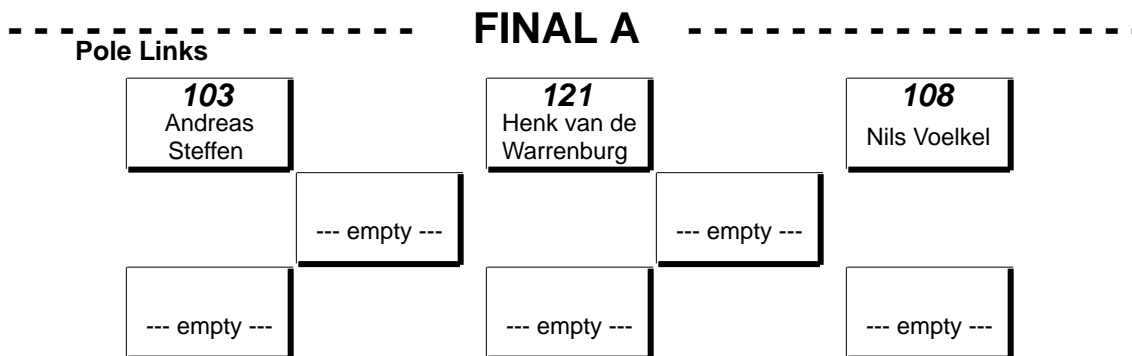 FINAL A
Pole Links
103
Andreas
Steffen
121
Henk van de
Warrenburg
108
Nils Voelkel
--- empty ---
--- empty ---
--- empty ---
--- empty ---
--- empty ---